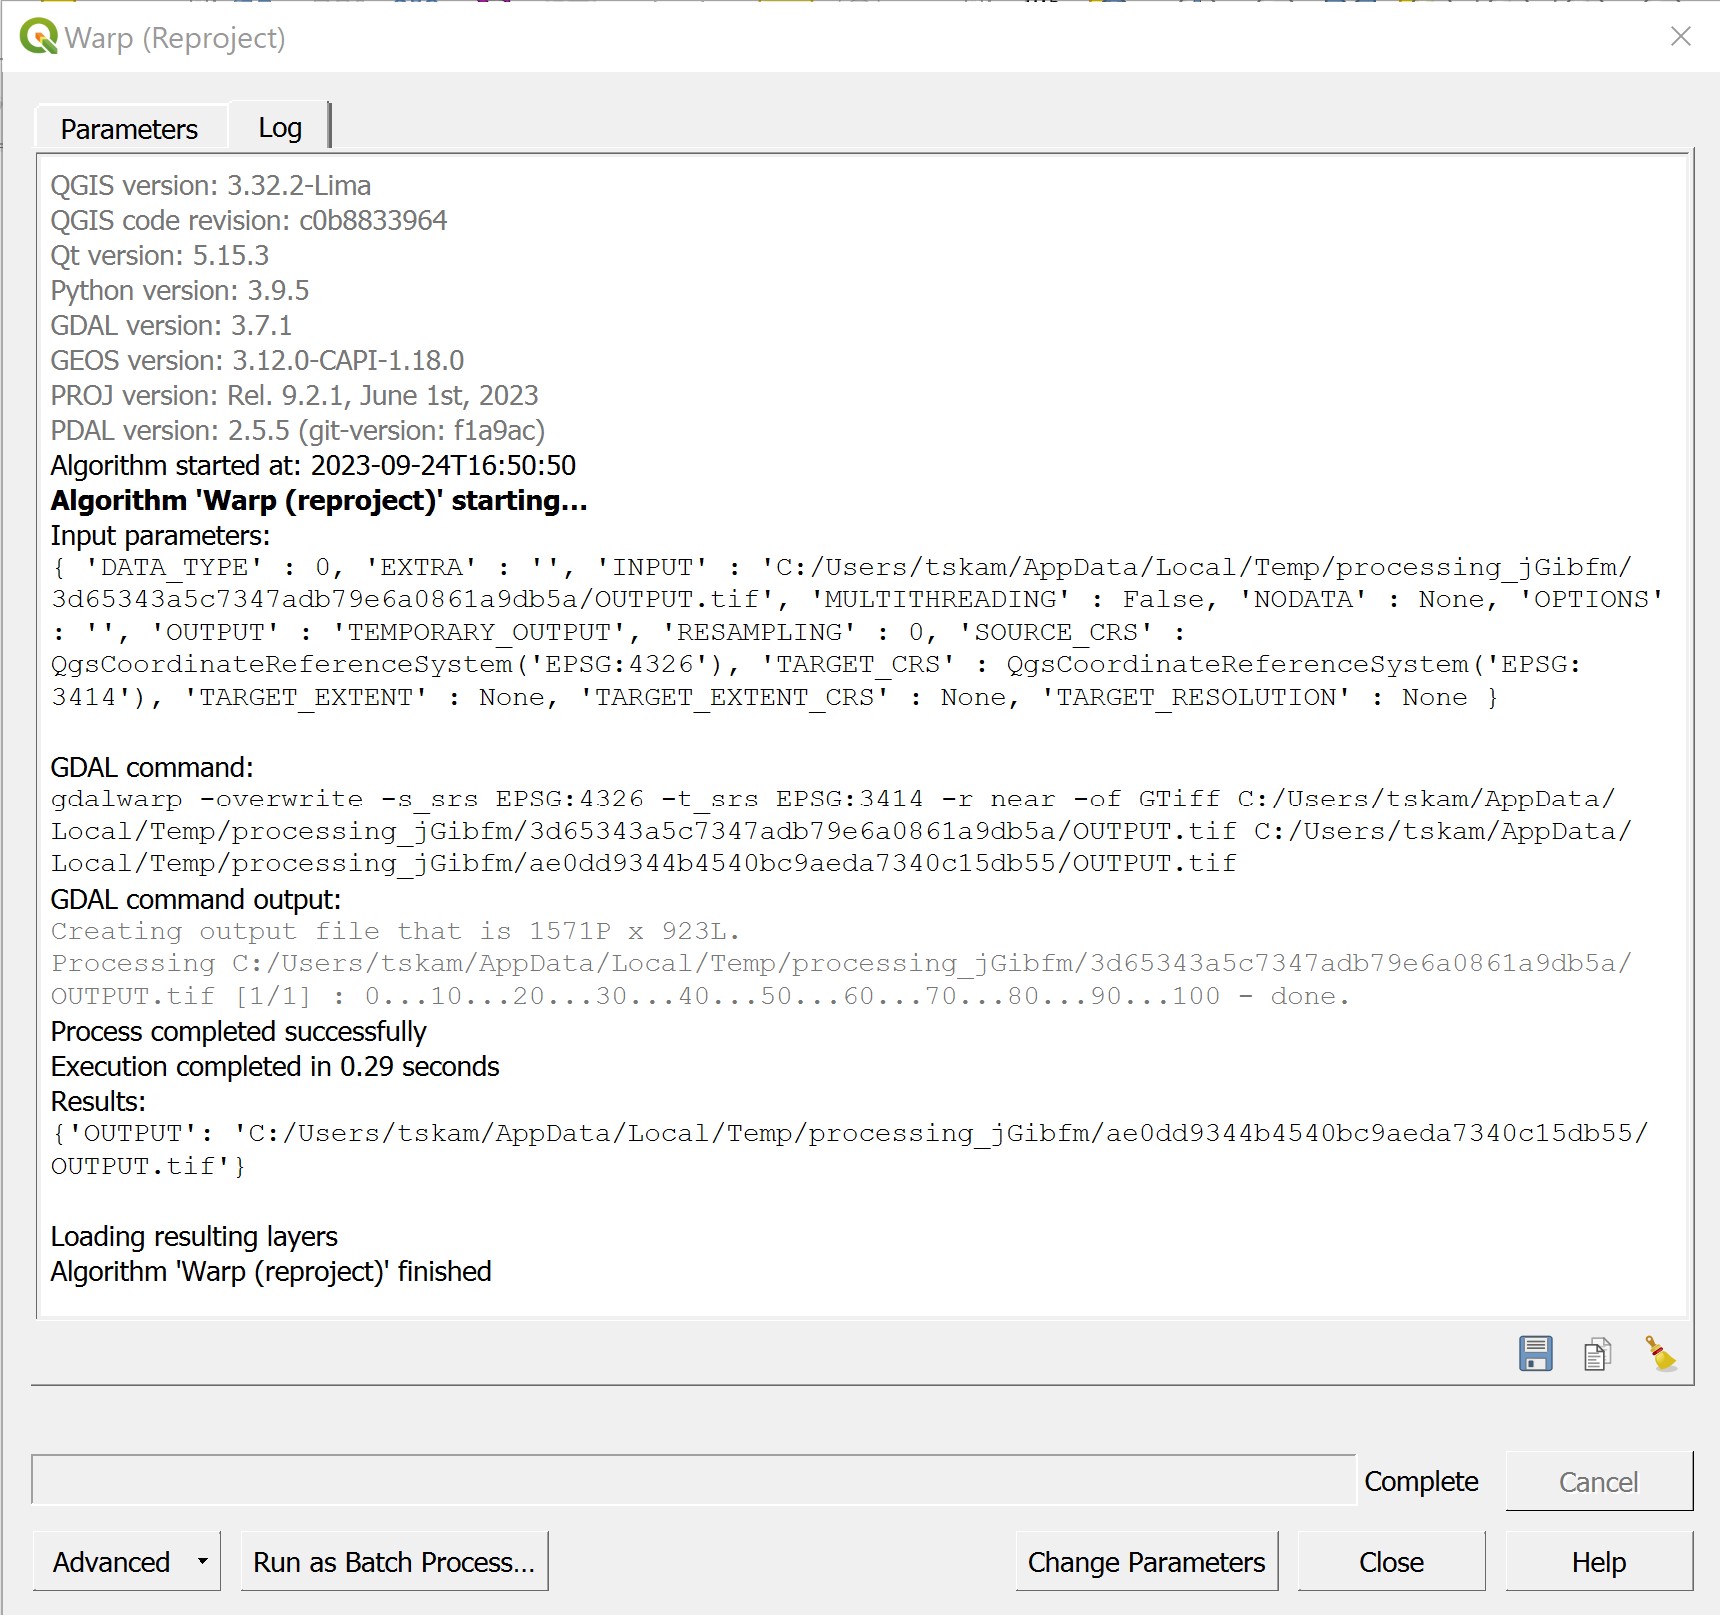 Warp (Reproject)
Parameters
Log
QGIS version: 3.32.2-Lima
QGIS code revision: c0b8833964
Qt version: 5.15.3
Python version: 3.9.5
GDAL version: 3.7.1
GEOS version: 3.12.0-CAPI-1.18.0
PROJ version: Rel. 9.2.1, June 1st, 2023
PDAL version: 2.5.5 (git-version: f1a9ac)
Algorithm started at: 2023-09-24T16:50:50
Algorithm 'Warp (reproject)' starting…
Input parameters:
{ 'DATA_TYPE' : 0, 'EXTRA' : '', 'INPUT' : 'C:/Users/tskam/AppData/Local/Temp/processing_jGibfm/
3d65343a5c7347adb79e6a0861a9db5a/OUTPUT.tif', 'MULTITHREADING' : False, 'NODATA' : None, 'OPTIONS'
: '', 'OUTPUT' : 'TEMPORARY_OUTPUT', 'RESAMPLING' : 0, 'SOURCE_CRS' :
QgsCoordinateReferenceSystem('EPSG:4326'), 'TARGET_CRS' : QgsCoordinateReferenceSystem('EPSG:
3414'), 'TARGET_EXTENT' : None, 'TARGET_EXTENT_CRS' : None, 'TARGET_RESOLUTION' : None }
GDAL command:
gdalwarp -overwrite -s_srs EPSG:4326 -t_srs EPSG:3414 -r near -of GTiff C:/Users/tskam/AppData/
Local/Temp/processing_jGibfm/3d65343a5c7347adb79e6a0861a9db5a/OUTPUT.tif C:/Users/tskam/AppData/
Local/Temp/processing_jGibfm/ae0dd9344b4540bc9aeda7340c15db55/OUTPUT.tif
GDAL command output:
Creating output file that is 1571P x 923L.
Processing C:/Users/tskam/AppData/Local/Temp/processing_jGibfm/3d65343a5c7347adb79e6a0861a9db5a/
OUTPUT.tif [1/1] : 0...10...20...30...40...50...60...70...80...90...100 - done.
Process completed successfully
Execution completed in 0.29 seconds
Results:
{'OUTPUT': 'C:/Users/tskam/AppData/Local/Temp/processing_jGibfm/ae0dd9344b4540bc9aeda7340c15db55/
OUTPUT.tif'}
Loading resulting layers
Algorithm 'Warp (reproject)' finished
Complete
Cancel
Advanced
Run as Batch Process…
Change Parameters
Close
Help